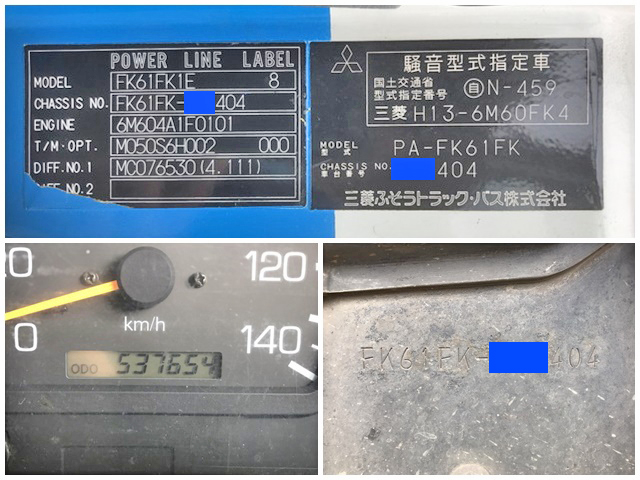 POWER LINE LABEL
MODEL FK61FK1E 8
CHASSIS NO. FK61FK- 404
ENGINE 6M604A1F0101
T/M・OPT. M050S6H002 000
DIFF.NO.1 MC076530(4.111)
DIFF.NO.2
騒音型式指定車
国土交通省
型式指定番号 自N-459
三菱 H13-6M60FK4
MODEL
型式 PA-FK61FK
CHASSIS NO.
車台番号 404
三菱ふそうトラック・バス株式会社
20 120
km/h
0 140
ODO 537654
FK61FK- 404